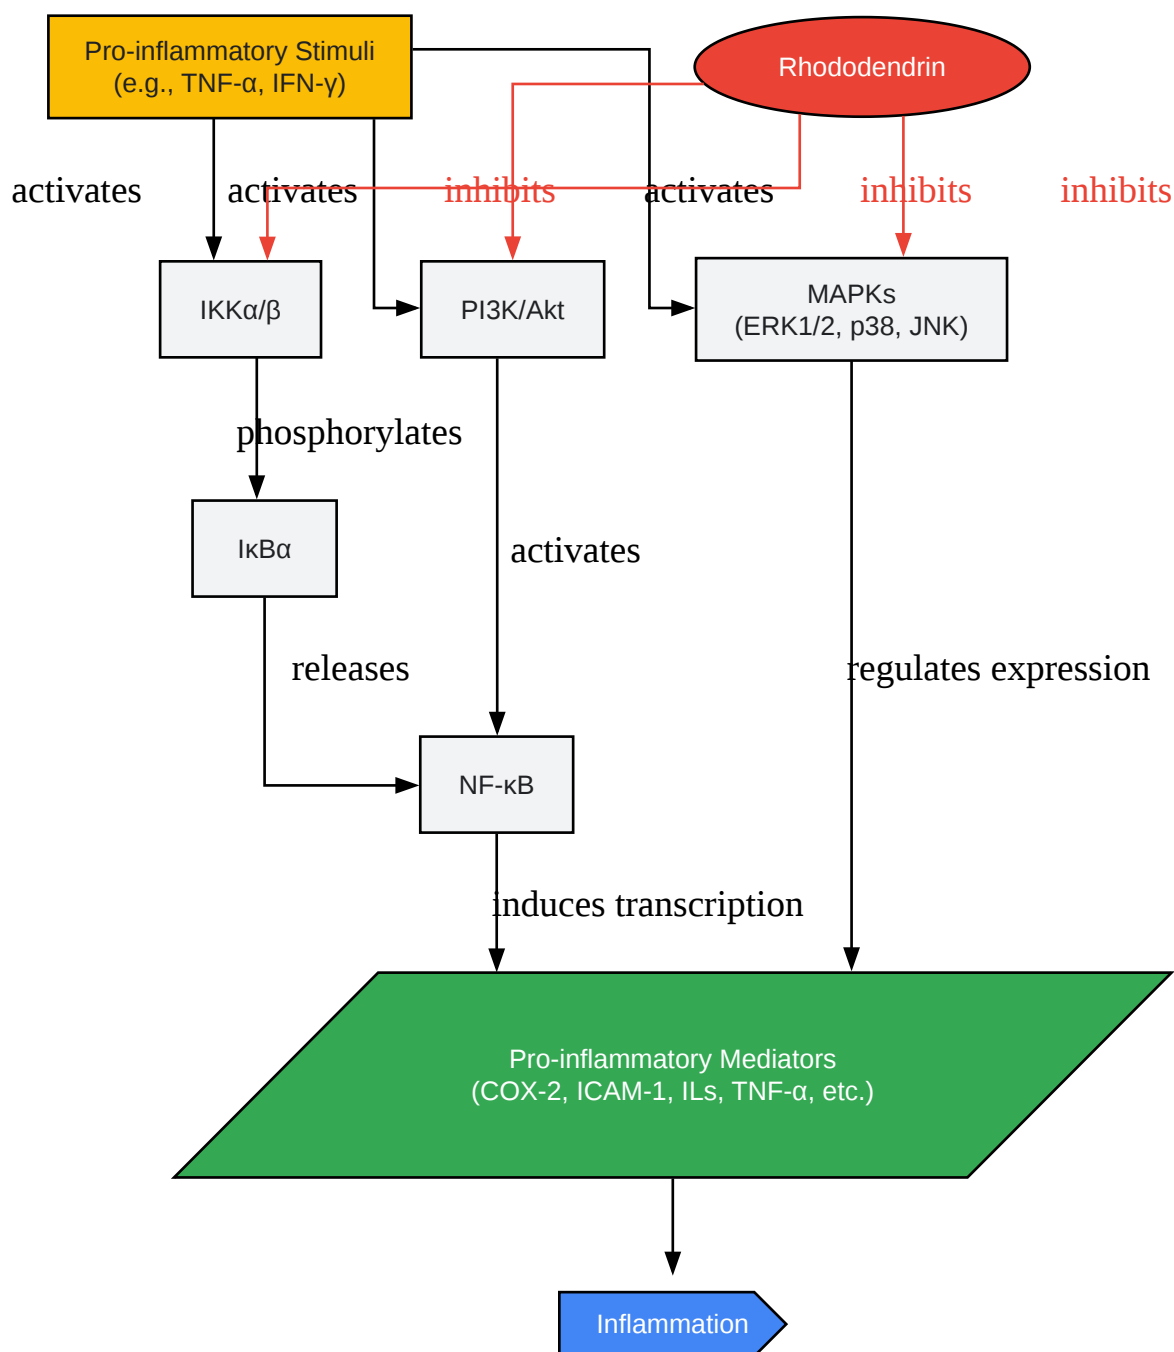 Pro-inflammatory Stimuli
(e.g., TNF-α, IFN-γ)
Rhododendrin
activates
activates
inhibits
activates
inhibits
inhibits
IKKα/β
PI3K/Akt
MAPKs
(ERK1/2, p38, JNK)
phosphorylates
IκBα
activates
releases
regulates expression
NF-κB
induces transcription
Pro-inflammatory Mediators
(COX-2, ICAM-1, ILs, TNF-α, etc.)
Inflammation